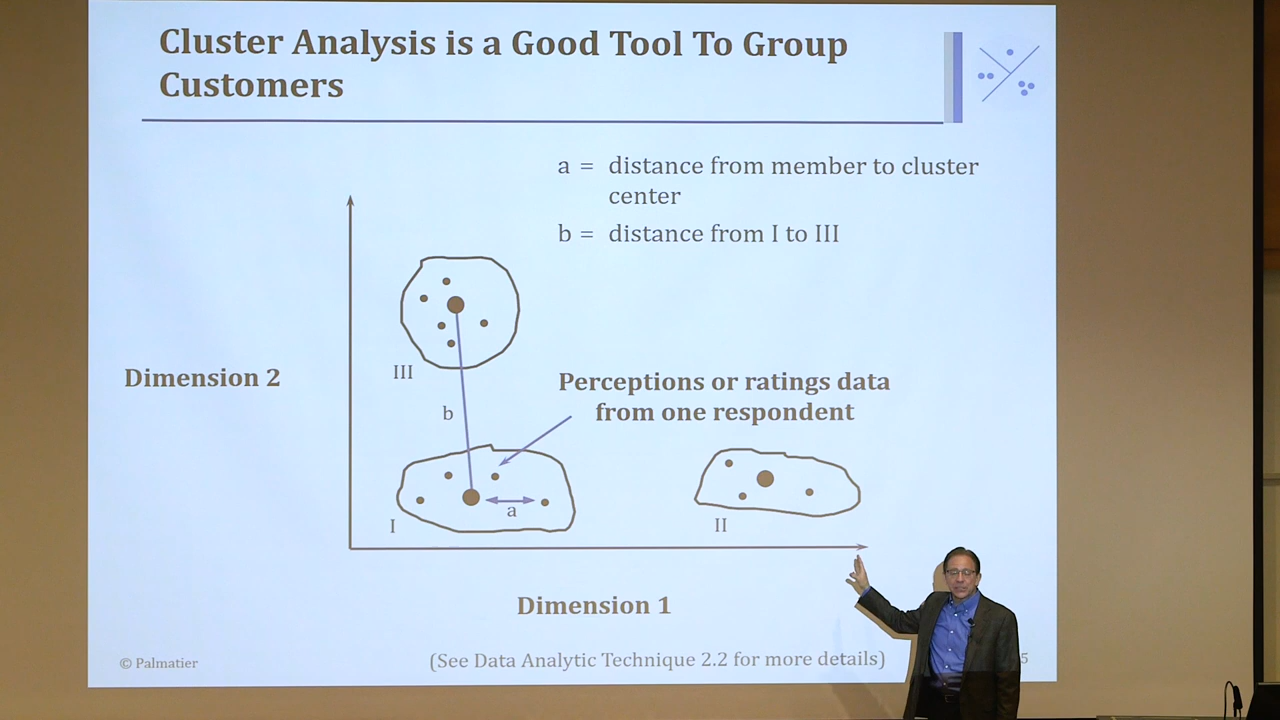 Cluster Analysis is a Good Tool To Group
Customers
a = distance from member to cluster
center
b = distance from I to III
III
Dimension 2
Perceptions or ratings data
from one respondent
b
a
I
II
Dimension 1
(See Data Analytic Technique 2.2 for more details)
© Palmatier
5